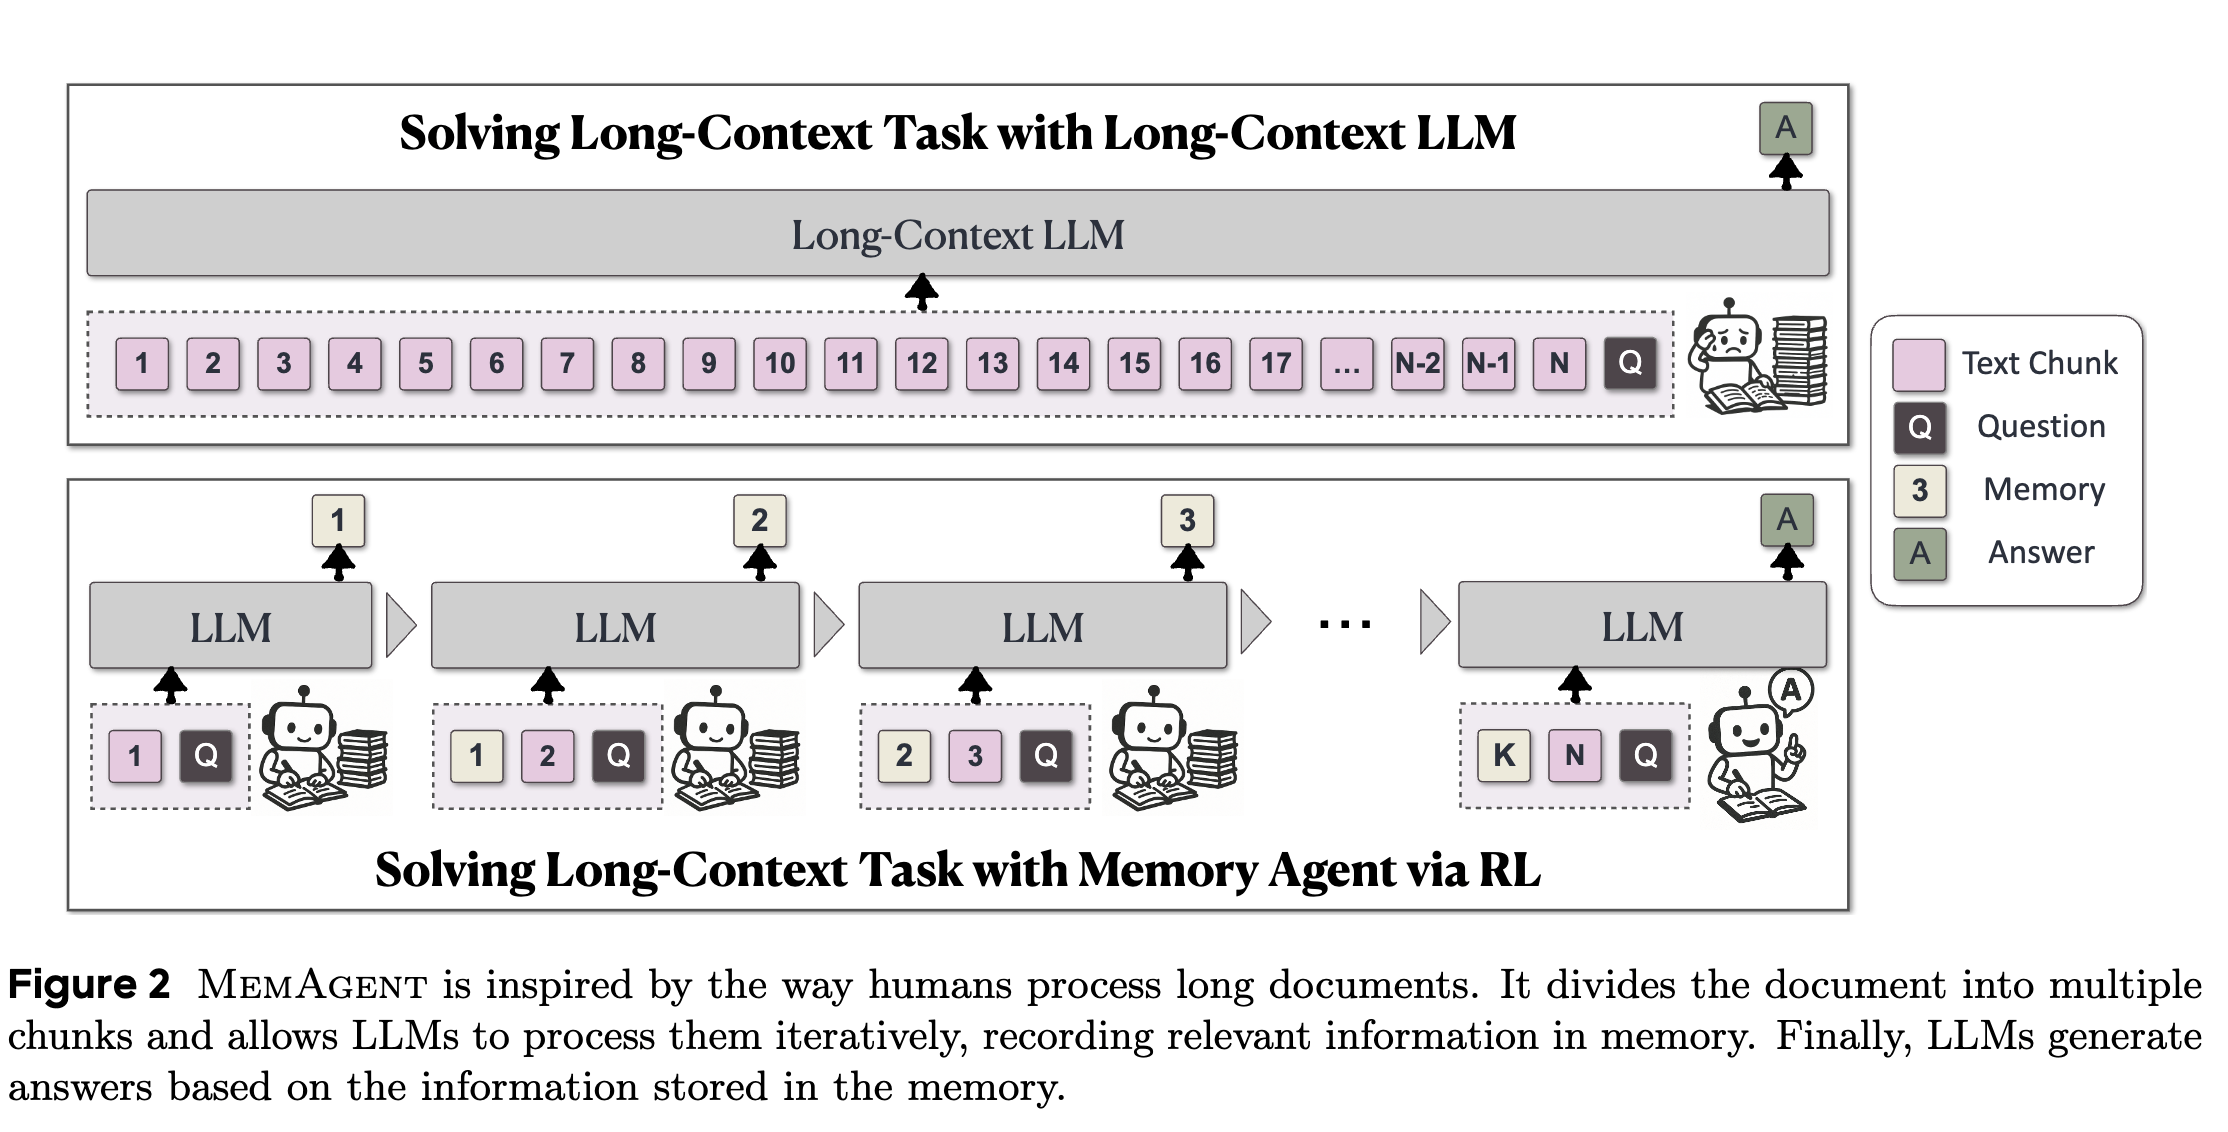 Solving Long-Context Task with Long-Context LLM
A
Long-Context LLM
1 2 3 4 5 6 7 8 9 10 11 12 13 14 15 16 17 ... N-2 N-1 N Q
Text Chunk
Q Question
3 Memory
A Answer
1 2 3 A
LLM LLM LLM ... LLM
A
1 Q 1 2 Q 2 3 Q K N Q
Solving Long-Context Task with Memory Agent via RL
Figure 2 MEMAGENT is inspired by the way humans process long documents. It divides the document into multiple
chunks and allows LLMs to process them iteratively, recording relevant information in memory. Finally, LLMs generate
answers based on the information stored in the memory.